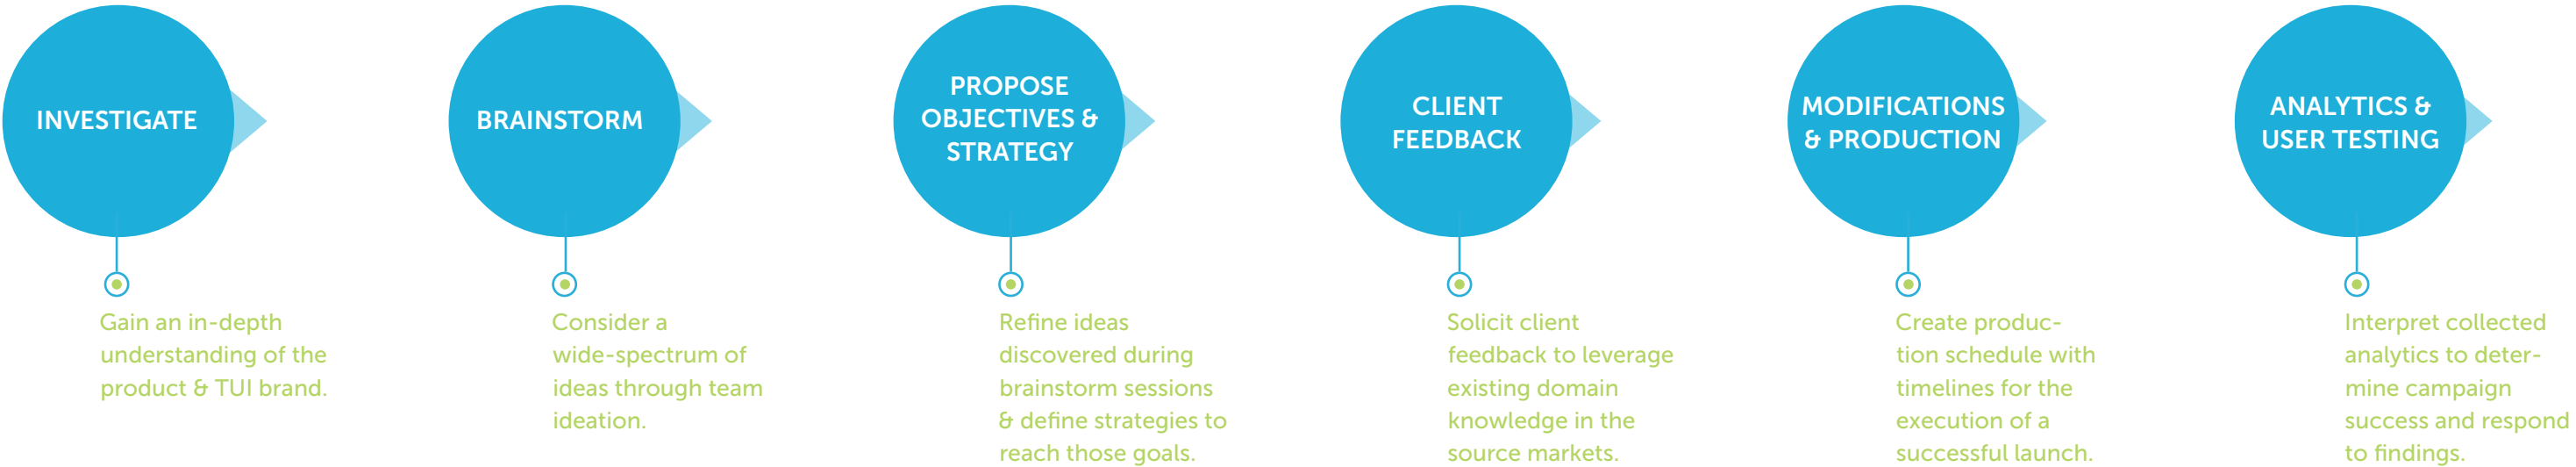 INVESTIGATE
Gain an in-depth
understanding of the
product & TUI brand.
BRAINSTORM
Consider a
wide-spectrum of
ideas through team
ideation.
PROPOSE
OBJECTIVES &
STRATEGY
Refine ideas
discovered during
brainstorm sessions
& define strategies to
reach those goals.
CLIENT
FEEDBACK
Solicit client
feedback to leverage
existing domain
knowledge in the
source markets.
MODIFICATIONS
& PRODUCTION
Create produc-
tion schedule with
timelines for the
execution of a
successful launch.
ANALYTICS &
USER TESTING
Interpret collected
analytics to deter-
mine campaign
success and respond
to findings.